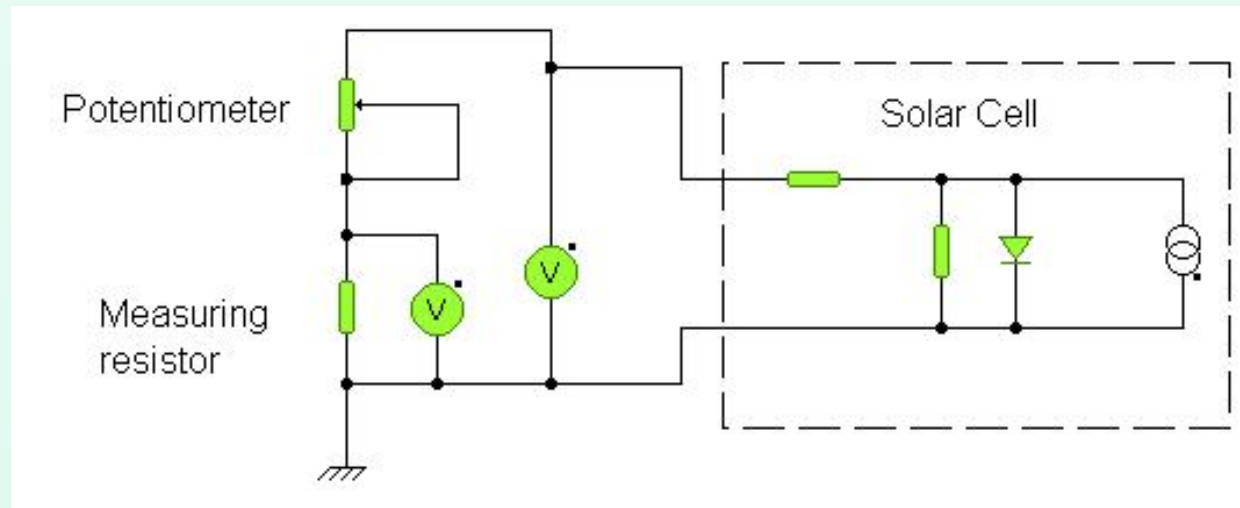 Potentiometer
Solar Cell
Measuring
resistor
V
V